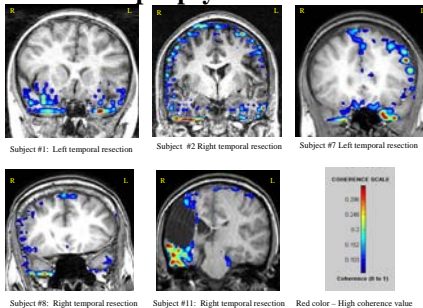 R
L
R
L
R
L
Subject #1:  Left temporal resection
Subject  #2 Right temporal resection
Subject #7 Left temporal resection
R
L
R
L
COHERENCE SCALE
Coherence (0 to 1)
Subject #8:  Right temporal resection
Subject #11:  Right temporal resection
Red color – High coherence value